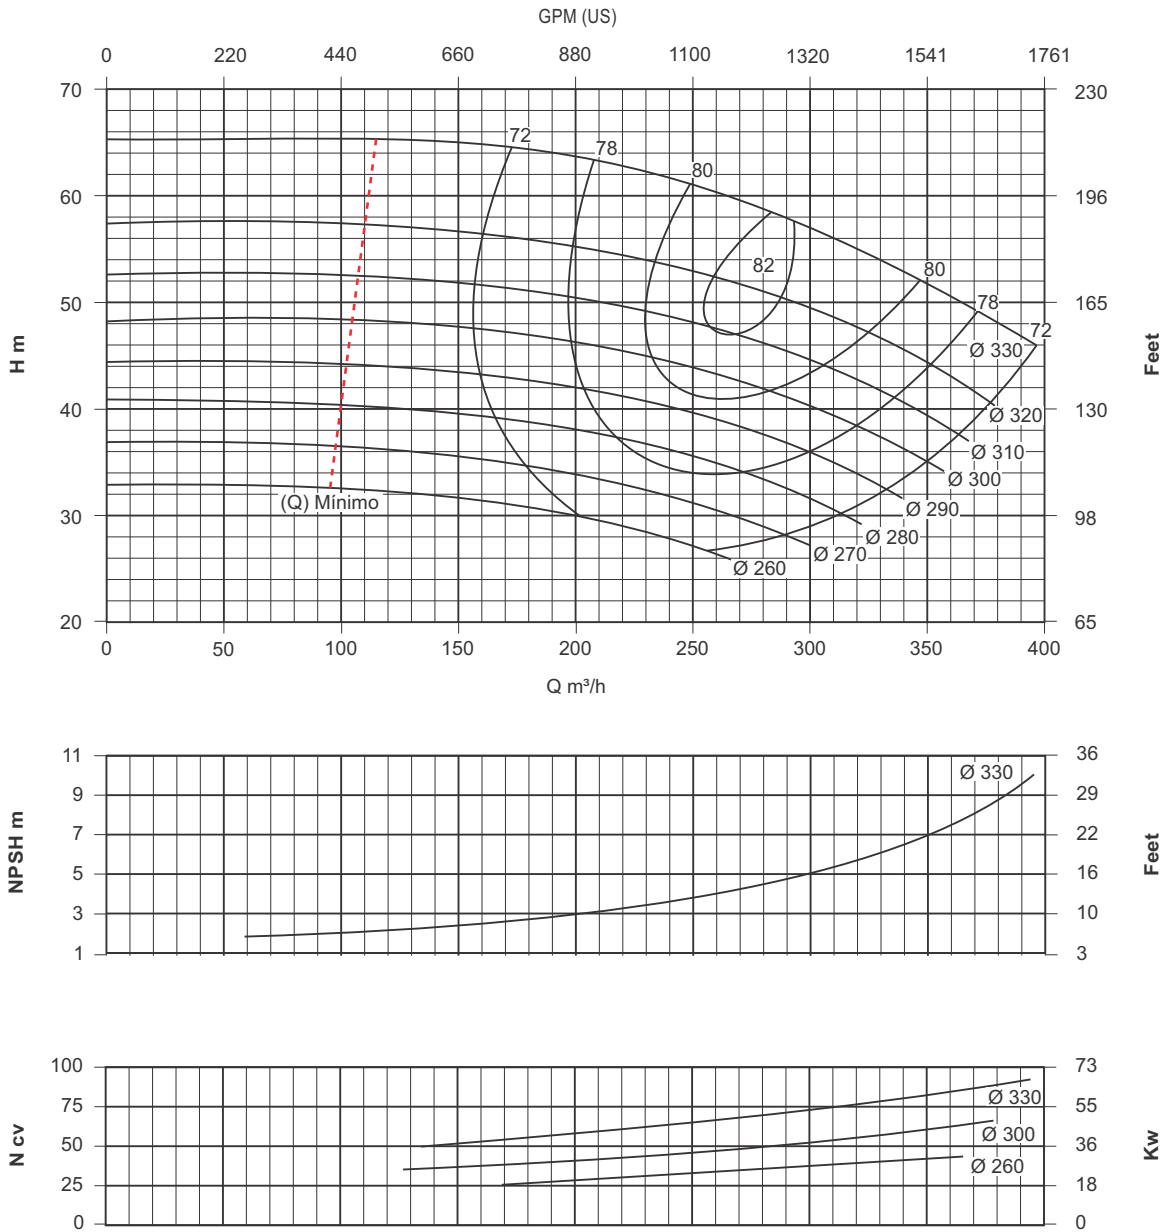 GPM (US)
0 220 440 660 880 1100 1320 1541 1761
70 230
72
78
80
60 196
82
80
50 165
78
72
H m
Feet
Ø 330
40 130
Ø 320
Ø 310
Ø 300
(Q) Mínimo
Ø 290
30 98
Ø 280
Ø 270
Ø 260
20 65
0 50 100 150 200 250 300 350 400
Q m³/h
11 36
Ø 330
9 29
7 22
NPSH m
Feet
5 16
3 10
1 3
100 73
Ø 330
75 55
Ø 300
50 36
N cv
Kw
Ø 260
25 18
0 0